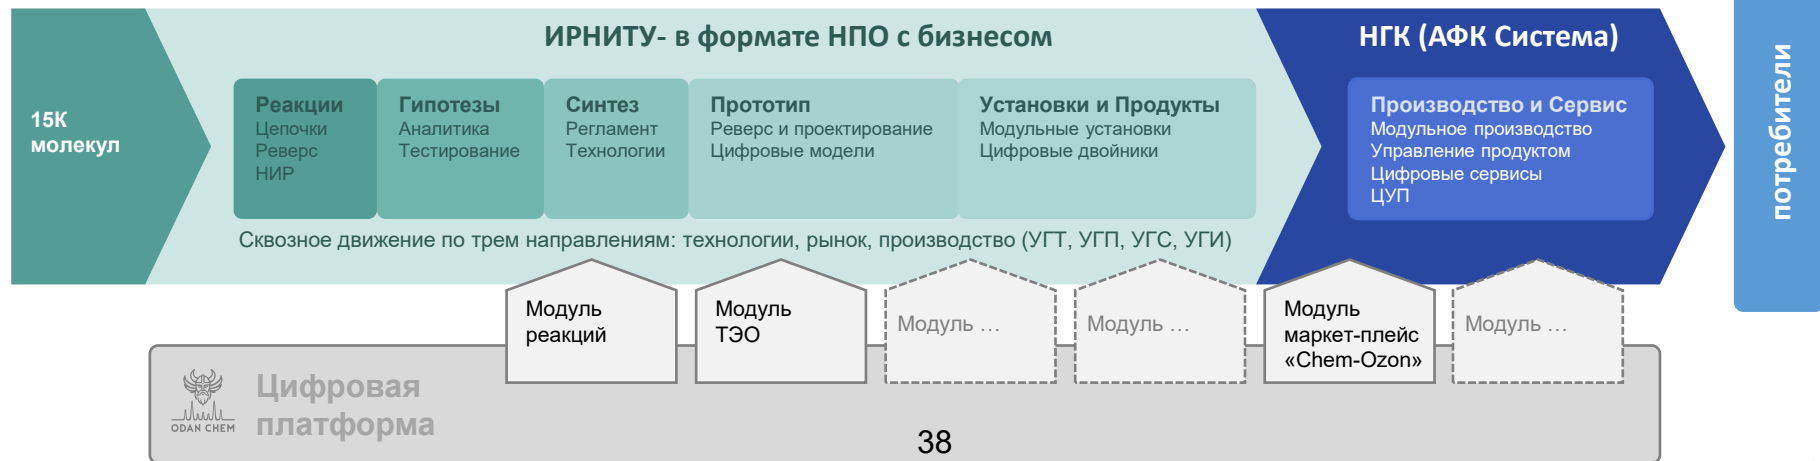 ИРНИТУ- в формате НПО с бизнесом
НГК (АФК Система)
потребители
15К
молекул
Реакции
Цепочки
Реверс
НИР
Гипотезы
Аналитика
Тестирование
Синтез
Регламент
Технологии
Прототип
Реверс и проектирование
Цифровые модели
Установки и Продукты
Модульные установки
Цифровые двойники
Производство и Сервис
Модульное производство
Управление продуктом
Цифровые сервисы
ЦУП
Сквозное движение по трем направлениям: технологии, рынок, производство (УГТ, УГП, УГС, УГИ)
Модуль
реакций
Модуль
ТЭО
Модуль …
Модуль …
Модуль
маркет-плейс
«Chem-Ozon»
Модуль …
ODAN CHEM
Цифровая
платформа
38